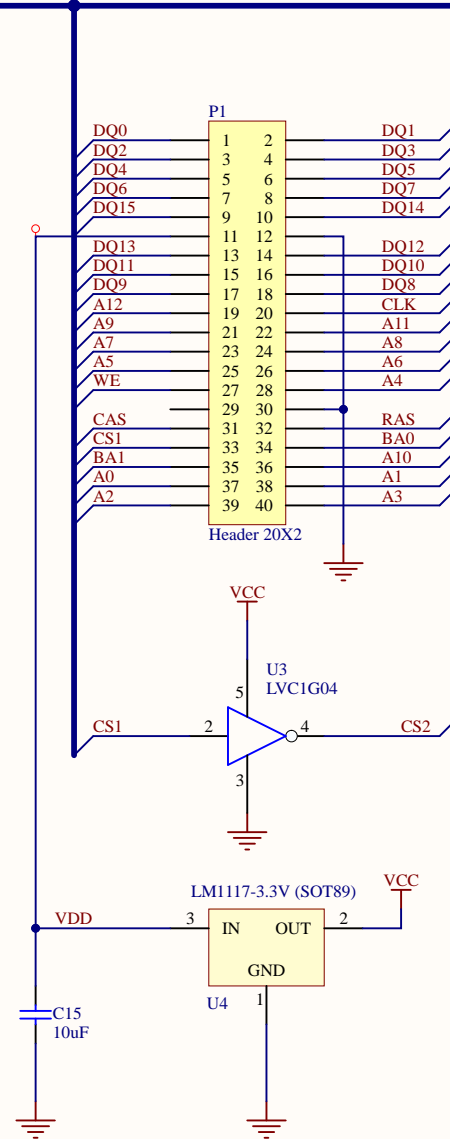 P1
DQ0 1 2 DQ1
DQ2 3 4 DQ3
DQ4 5 6 DQ5
DQ6 7 8 DQ7
DQ15 9 10 DQ14
11 12
DQ13 13 14 DQ12
DQ11 15 16 DQ10
DQ9 17 18 DQ8
A12 19 20 CLK
A9 21 22 A11
A7 23 24 A8
A5 25 26 A6
WE 27 28 A4
29 30
CAS 31 32 RAS
CS1 33 34 BA0
BA1 35 36 A10
A0 37 38 A1
A2 39 40 A3
Header 20X2
VCC
U3
LVC1G04
5
CS1 2 4 CS2
3
LM1117-3.3V (SOT89)
VCC
VDD 3 IN OUT 2
GND
U4 1
C15
10uF